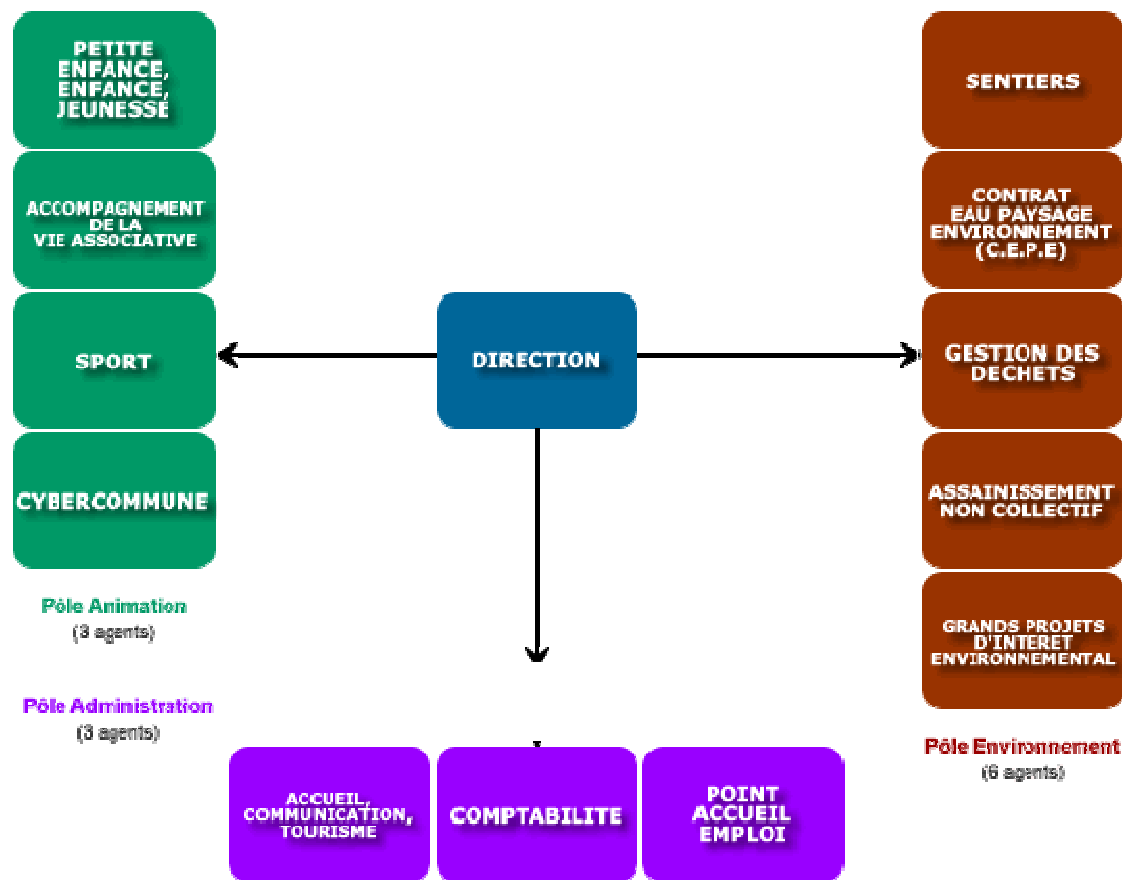 PETITE
ENFANCE,
ENFANCE,
JEUNESSE
ACCOMPAGNEMENT
DE LA
VIE ASSOCIATIVE
SPORT
CYBERCOMMUNE
Pôle Animation
(3 agents)
Pôle Administration
(3 agents)
DIRECTION
ACCUEIL,
COMMUNICATION,
TOURISME
COMPTABILITE
POINT
ACCUEIL
EMPLOI
SENTIERS
CONTRAT
EAU PAYSAGE
ENVIRONNEMENT
(C.E.P.E)
GESTION DES
DECHETS
ASSAINISSEMENT
NON COLLECTIF
GRANDS PROJETS
D'INTERET
ENVIRONNEMENTAL
Pôle Environnement
(6 agents)